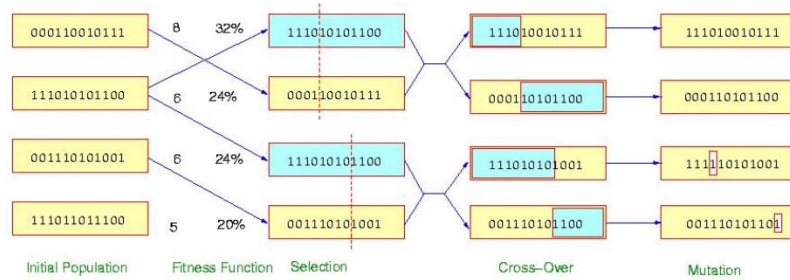 000110010111 8 32% 111010101100 111010010111 111010010111
111010101100 6 24% 000110010111 000110101100 000110101100
001110101001 6 24% 111010101100 111010101001 111110101001
111011011100 5 20% 001110101001 001110101100 001110101101
Initial Population Fitness Function Selection Cross-Over Mutation